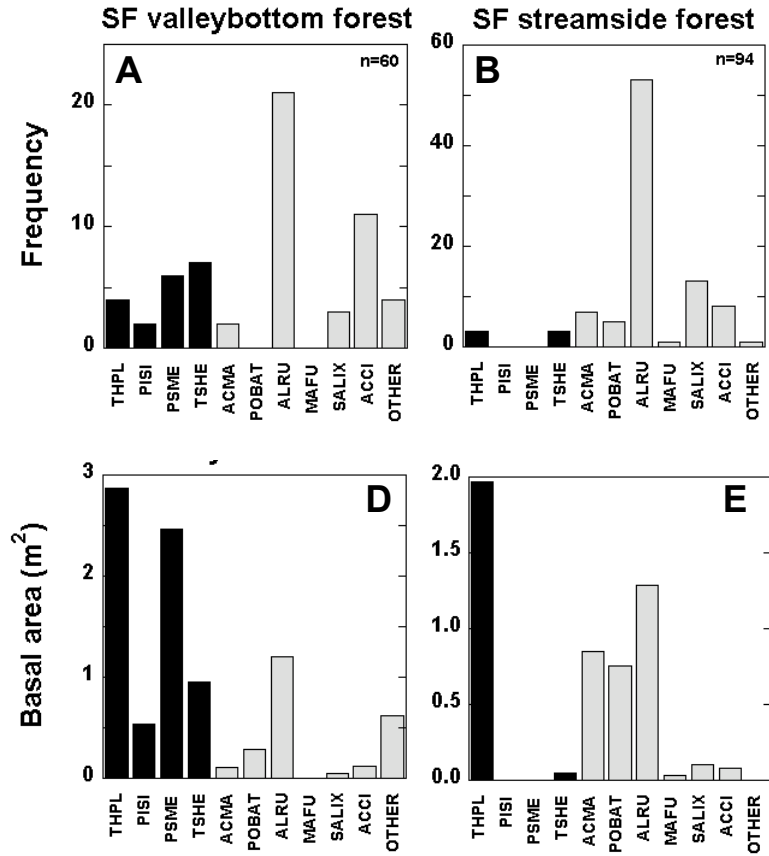 SF valleybottom forest
SF streamside forest
A
n=60
B
n=94
Frequency
20
10
0
60
40
20
0
THPL PISI PSME TSHE ACMA POBAT ALRU MAFU SALIX ACCI OTHER
THPL PISI PSME TSHE ACMA POBAT ALRU MAFU SALIX ACCI OTHER
D
E
Basal area (m²)
3
2
1
0
2.0
1.5
1.0
0.5
0.0
THPL PISI PSME TSHE ACMA POBAT ALRU MAFU SALIX ACCI OTHER
THPL PISI PSME TSHE ACMA POBAT ALRU MAFU SALIX ACCI OTHER